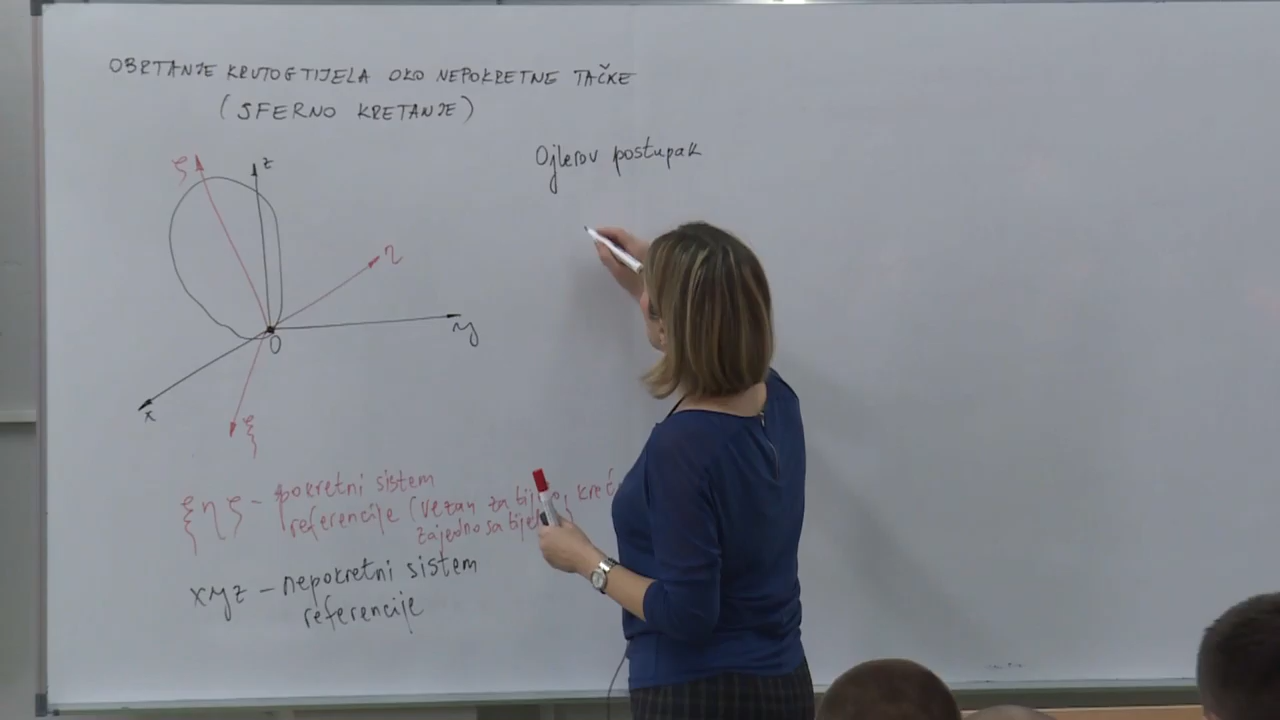 OBRTANJE KRUTOG TIJELA OKO NEPOKRETNE TAČKE
(SFERNO KRETANJE)
Ojlerov postupak
ζ
z
η
y
O
x
ξ
ξηζ - pokretni sistem
referencije (vezan za
zajedno sa
xyz - nepokretni sistem
referencije